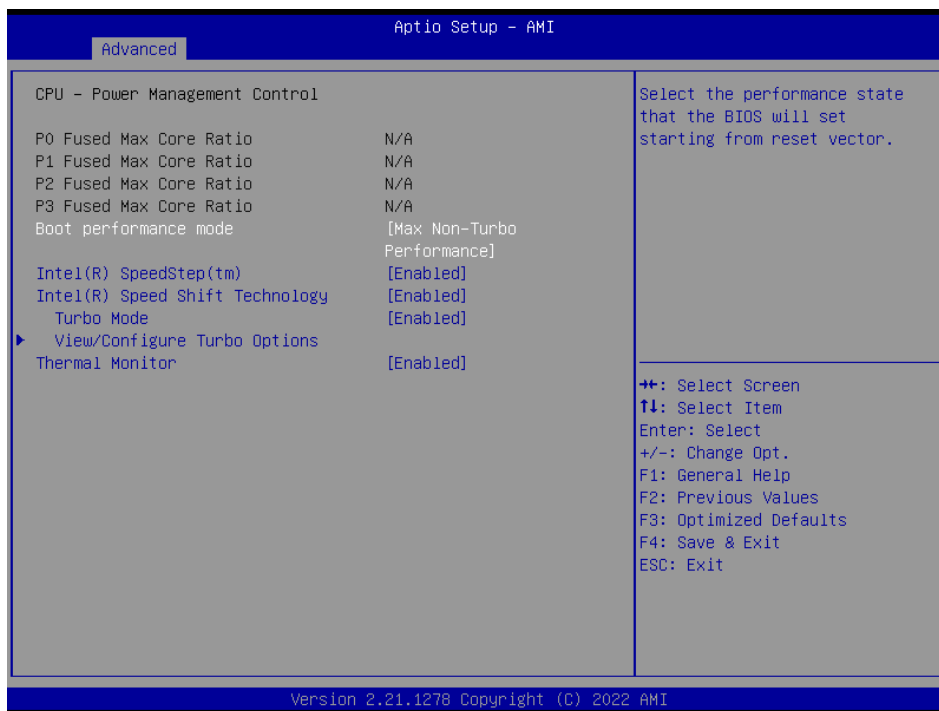 Aptio Setup – AMI
Advanced
CPU – Power Management Control
P0 Fused Max Core Ratio N/A
P1 Fused Max Core Ratio N/A
P2 Fused Max Core Ratio N/A
P3 Fused Max Core Ratio N/A
Boot performance mode [Max Non-Turbo
Performance]
Intel(R) SpeedStep(tm) [Enabled]
Intel(R) Speed Shift Technology [Enabled]
Turbo Mode [Enabled]
View/Configure Turbo Options
Thermal Monitor [Enabled]
Select the performance state
that the BIOS will set
starting from reset vector.
→←: Select Screen
↑↓: Select Item
Enter: Select
+/-: Change Opt.
F1: General Help
F2: Previous Values
F3: Optimized Defaults
F4: Save & Exit
ESC: Exit
Version 2.21.1278 Copyright (C) 2022 AMI